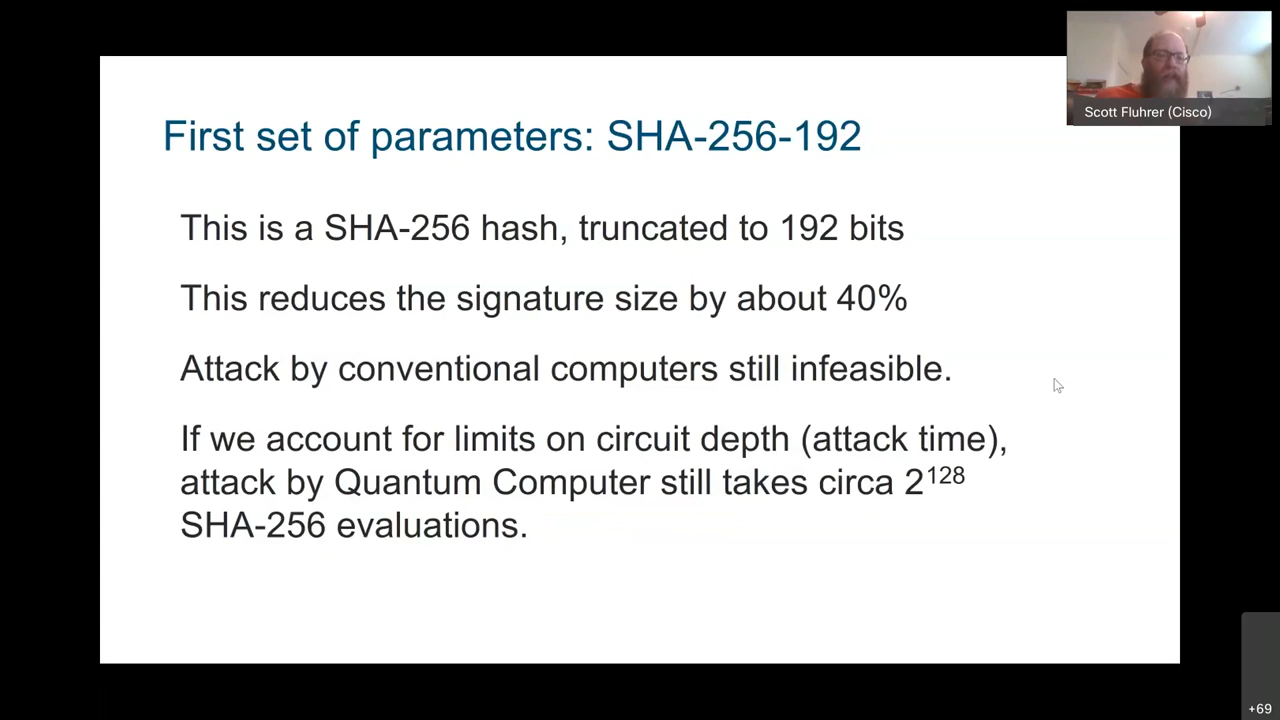 First set of parameters: SHA-256-192
This is a SHA-256 hash, truncated to 192 bits
This reduces the signature size by about 40%
Attack by conventional computers still infeasible.
If we account for limits on circuit depth (attack time),
attack by Quantum Computer still takes circa 2¹²⁸
SHA-256 evaluations.
Scott Fluhrer (Cisco)
+69